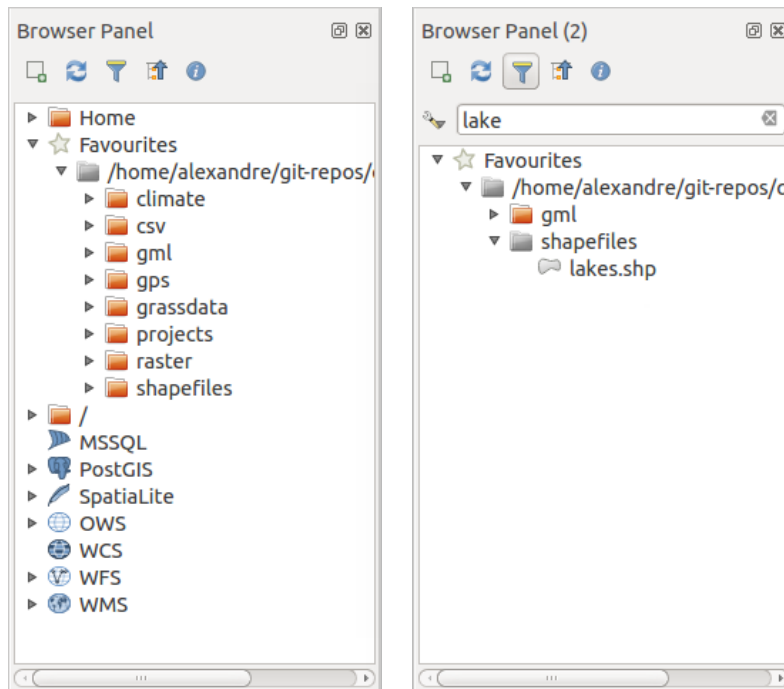 Browser Panel
Home
Favourites
/home/alexandre/git-repos/
climate
csv
gml
gps
grassdata
projects
raster
shapefiles
/
MSSQL
PostGIS
SpatiaLite
OWS
WCS
WFS
WMS
Browser Panel (2)
lake
Favourites
/home/alexandre/git-repos/
gml
shapefiles
lakes.shp